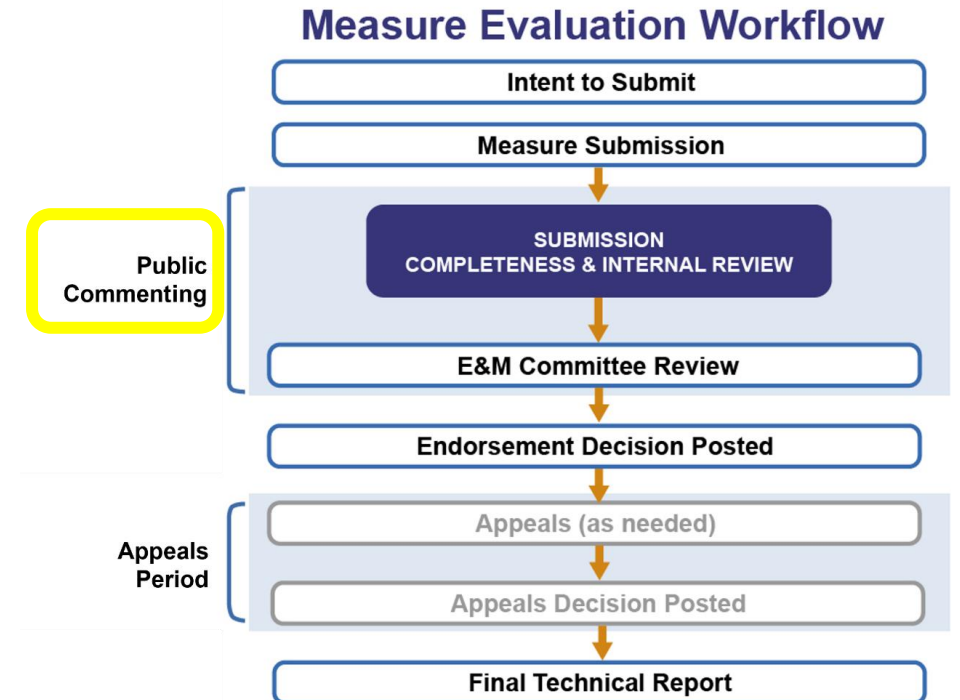 Measure Evaluation Workflow
Intent to Submit
Measure Submission
SUBMISSION
COMPLETENESS & INTERNAL REVIEW
Public
Commenting
E&M Committee Review
Endorsement Decision Posted
Appeals (as needed)
Appeals
Period
Appeals Decision Posted
Final Technical Report